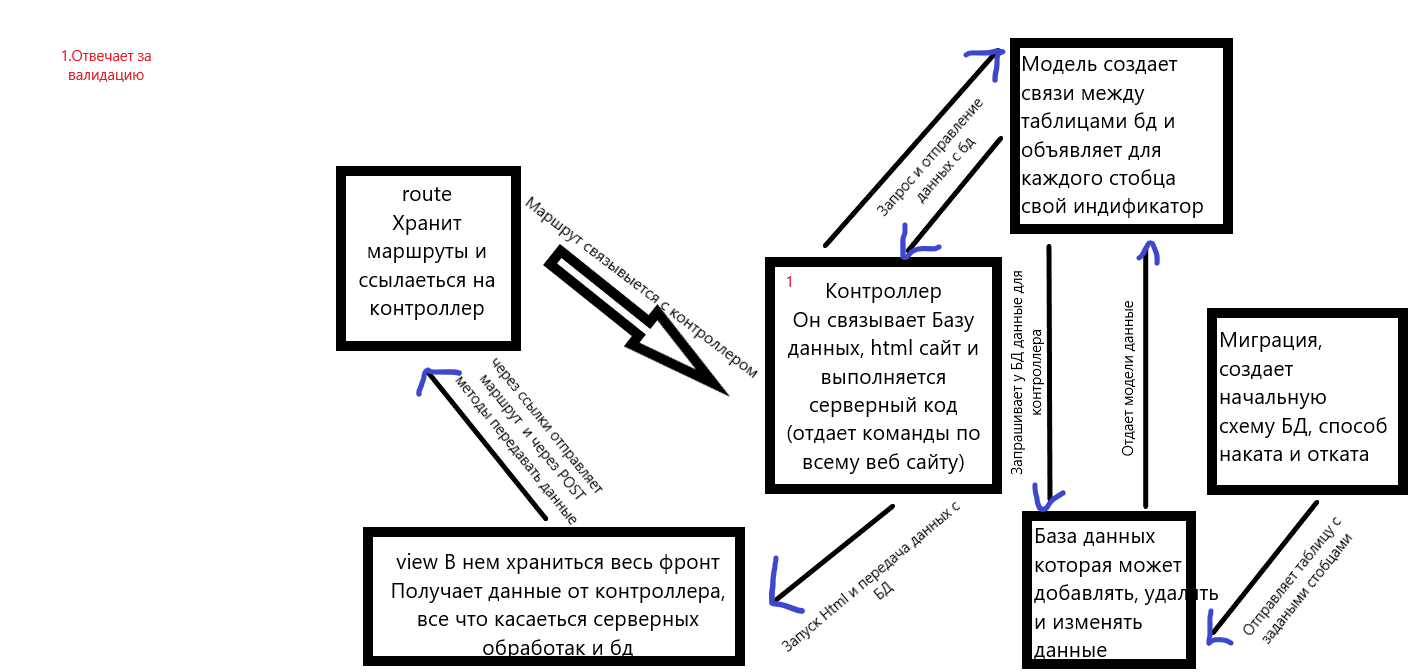 1.Отвечает за
валидацию
route
Хранит
маршруты и
ссылаеться на
контроллер
Маршрут связывыется с контроллером
Запрос и отправление
данных с бд
Модель создает
связи между
таблицами бд и
объявляет для
каждого стобца
свой индификатор
1
Контроллер
Он связывает Базу
данных, html сайт и
выполняется
серверный код
(отдает команды по
всему веб сайту)
Запрашивает у БД данные для
контроллера
Отдает модели данные
Миграция,
создает
начальную
схему БД, способ
наката и отката
через ссылки отправляет
маршрут и через POST
методы передавать данные
view В нем храниться весь фронт
Получает данные от контроллера,
все что касаеться серверных
обработак и бд
Запуск Html и передача данных с
БД
База данных
которая может
добавлять, удалить
и изменять
данные
Отправляет таблицу с
задаными стобцами